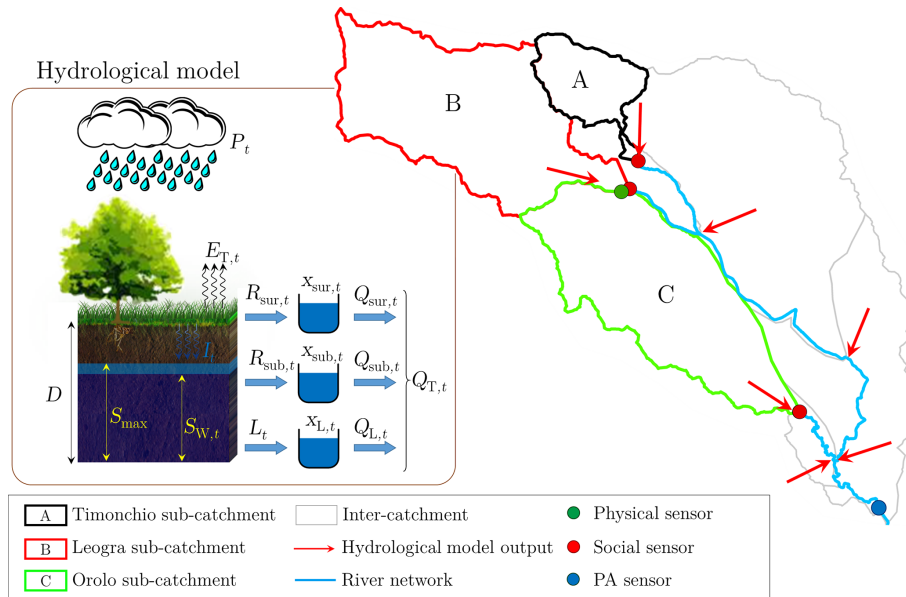 Hydrological model
P_t
A
B
C
E_T,t
R_sur,t
x_sur,t
Q_sur,t
I_t
R_sub,t
x_sub,t
Q_sub,t
Q_T,t
D
S_max
S_W,t
L_t
x_L,t
Q_L,t
A Timonchio sub-catchment
Inter-catchment
Physical sensor
B Leogra sub-catchment
Hydrological model output
Social sensor
C Orolo sub-catchment
River network
PA sensor